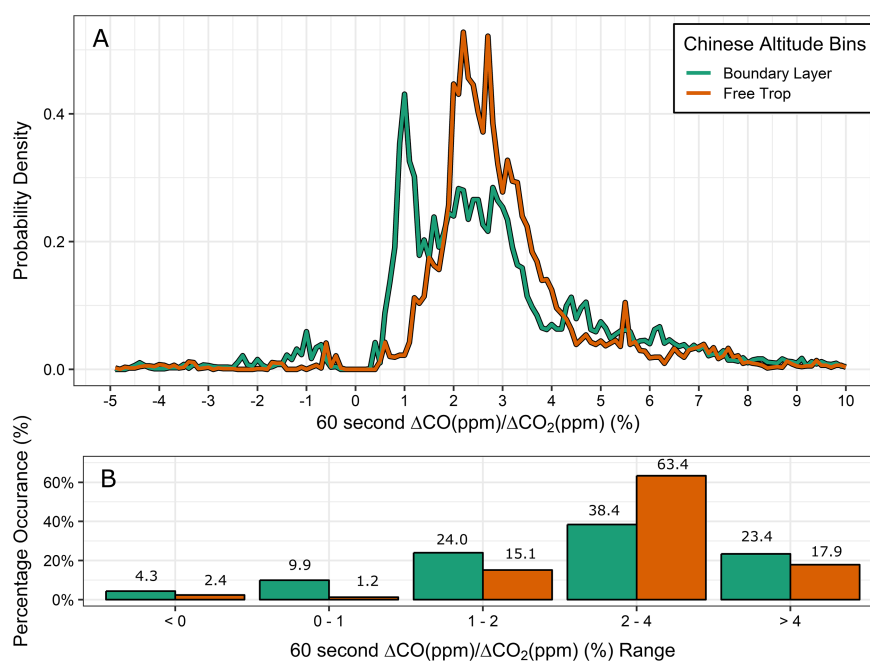 A
Chinese Altitude Bins
Boundary Layer
Free Trop
Probability Density
0.4
0.2
0.0
-5 -4 -3 -2 -1 0 1 2 3 4 5 6 7 8 9 10
60 second ΔCO(ppm)/ΔCO₂(ppm) (%)
B
Percentage Occurance (%)
60%
40%
20%
0%
4.3 2.4 9.9 1.2 24.0 15.1 38.4 63.4 23.4 17.9
< 0 0 - 1 1 - 2 2 - 4 > 4
60 second ΔCO(ppm)/ΔCO₂(ppm) (%) Range